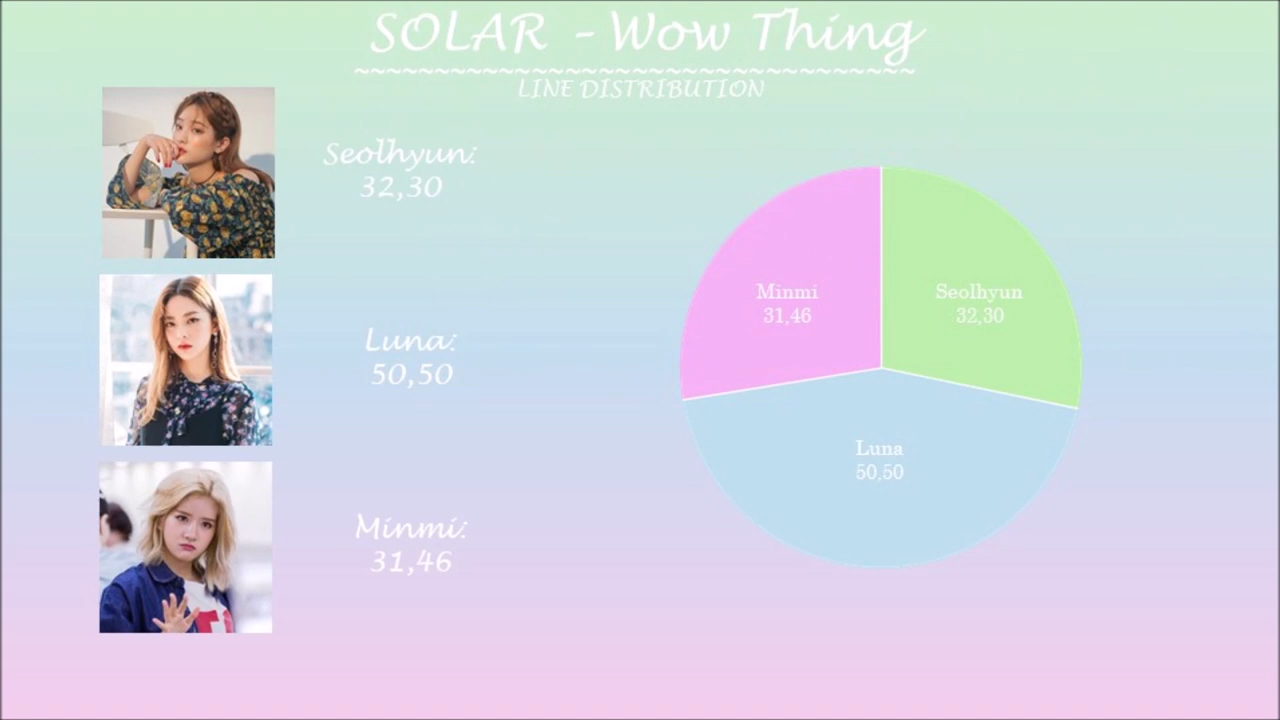 SOLAR - Wow Thing
~~~~~~~~~~~~~~~~~~~~~~~~~~~~~~~~~~
LINE DISTRIBUTION
Seolhyun:
32,30
Luna:
50,50
Minmi:
31,46
Minmi
31,46
Seolhyun
32,30
Luna
50,50